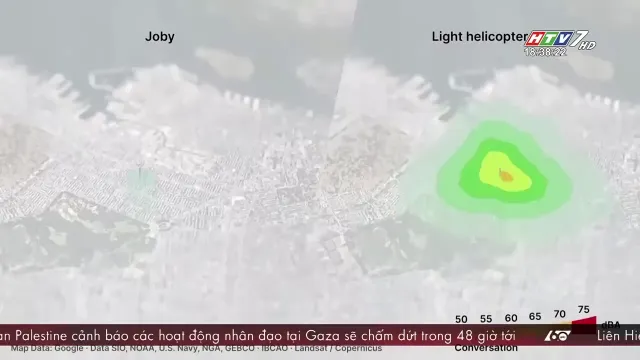 Joby
Light helicopter
HTV7 HD
18:38:22
50 55 60 65 70 75
dBA
an Palestine cảnh báo các hoạt động nhân đạo tại Gaza sẽ chấm dứt trong 48 giờ tới
Liên Hi
Map Data: Google · Data SIO, NOAA, U.S. Navy, NGA, GEBCO · IBCAO · Landsat / Copernicus
Conversation